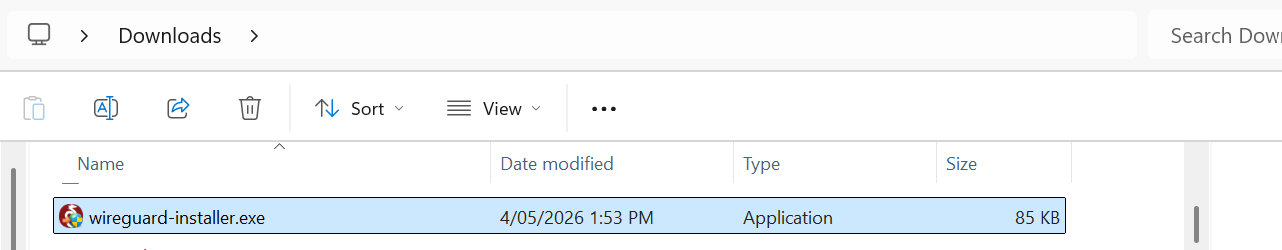 Downloads
Search Dow
Sort
View
Name Date modified Type Size
wireguard-installer.exe 4/05/2026 1:53 PM Application 85 KB